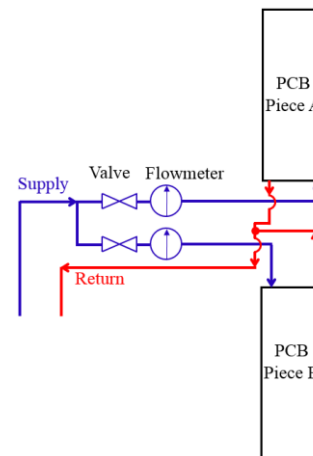 PCB
Piece A
Valve Flowmeter
Supply
Return
PCB
Piece